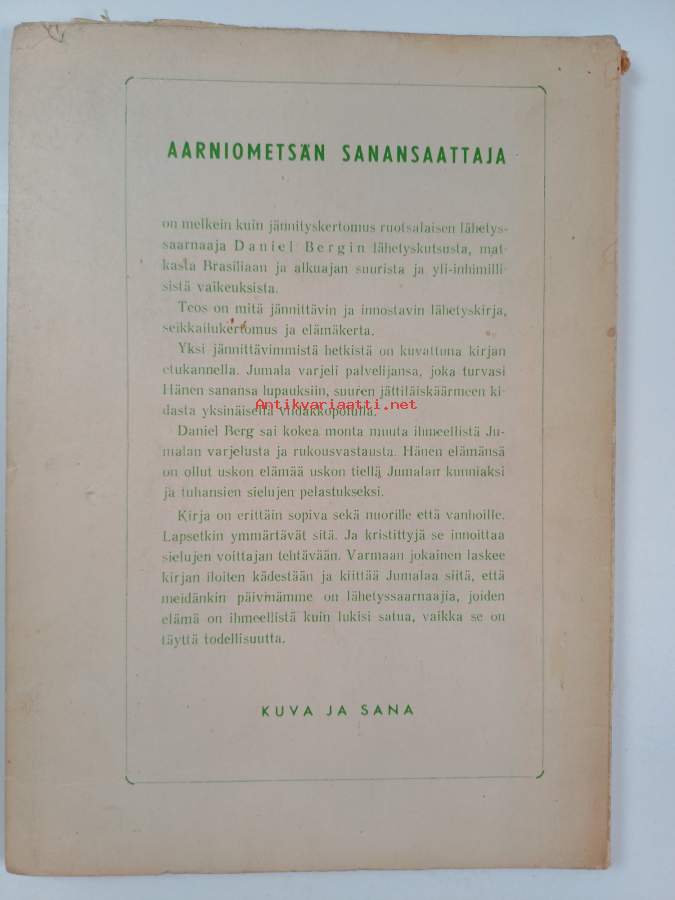 AARNIOMETSÄN SANANSAATTAJA
on melkein kuin jännityskertomus ruotsalaisen lähetys-
saarnaaja Daniel Bergin lähetyskutsusta, mat-
kasta Brasiliaan ja alkuajan suurista ja yli-inhimilli-
sistä vaikeuksista.
Teos on mitä jännittävin ja innostavin lähetyskirja,
seikkailukertomus ja elämäkerta.
Yksi jännittävimmistä hetkistä on kuvattuna kirjan
etukannella. Jumala varjeli palvelijansa, joka turvasi
Hänen sanansa lupauksiin, suuren jättiläiskäärmeen ki-
dasta yksinäisellä viidakkopolulla.
Antikvariaatti.net
Daniel Berg sai kokea monta muuta ihmeellistä Ju-
malan varjelusta ja rukousvastausta. Hänen elämänsä
on ollut uskon elämää uskon tiellä Jumalan kunniaksi
ja tuhansien sielujen pelastukseksi.
Kirja on erittäin sopiva sekä nuorille että vanhoille.
Lapsetkin ymmärtävät sitä. Ja kristittyjä se innoittaa
sielujen voittajan tehtävään. Varmaan jokainen laskee
kirjan iloiten kädestään ja kiittää Jumalaa siitä, että
meidänkin päivinämme on lähetyssaarnaajia, joiden
elämä on ihmeellistä kuin lukisi satua, vaikka se on
täyttä todellisuutta.
KUVA JA SANA